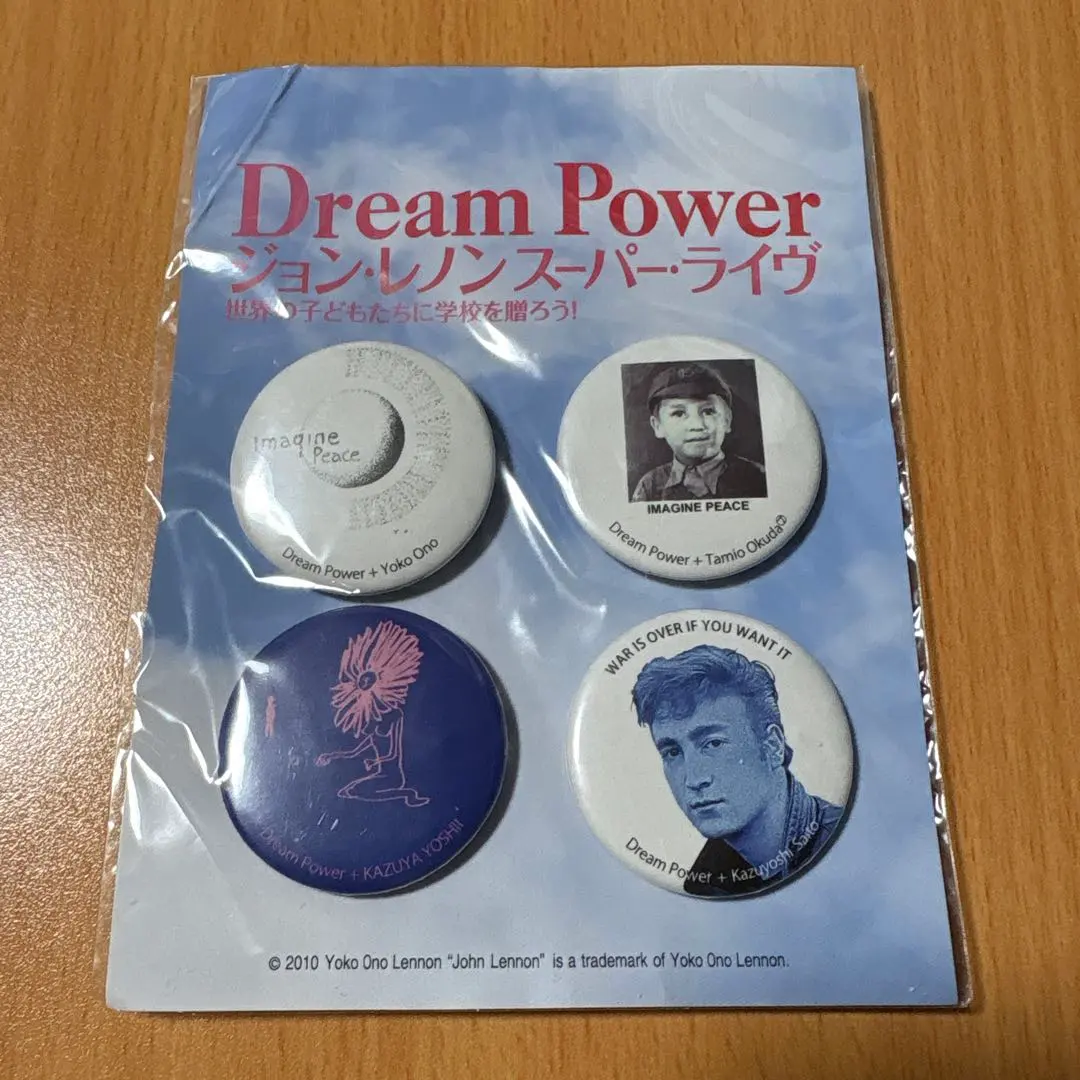 Dream Power
ジョン・レノン スーパー・ライヴ
世界の子どもたちに学校を贈ろう!
Imagine
Peace
Dream Power + Yoko Ono
IMAGINE PEACE
Dream Power + Tamio Okuda
Dream Power + KAZUYA YOSHII
WAR IS OVER IF YOU WANT IT
Dream Power + Kazuyoshi Saito
© 2010 Yoko Ono Lennon "John Lennon" is a trademark of Yoko Ono Lennon.